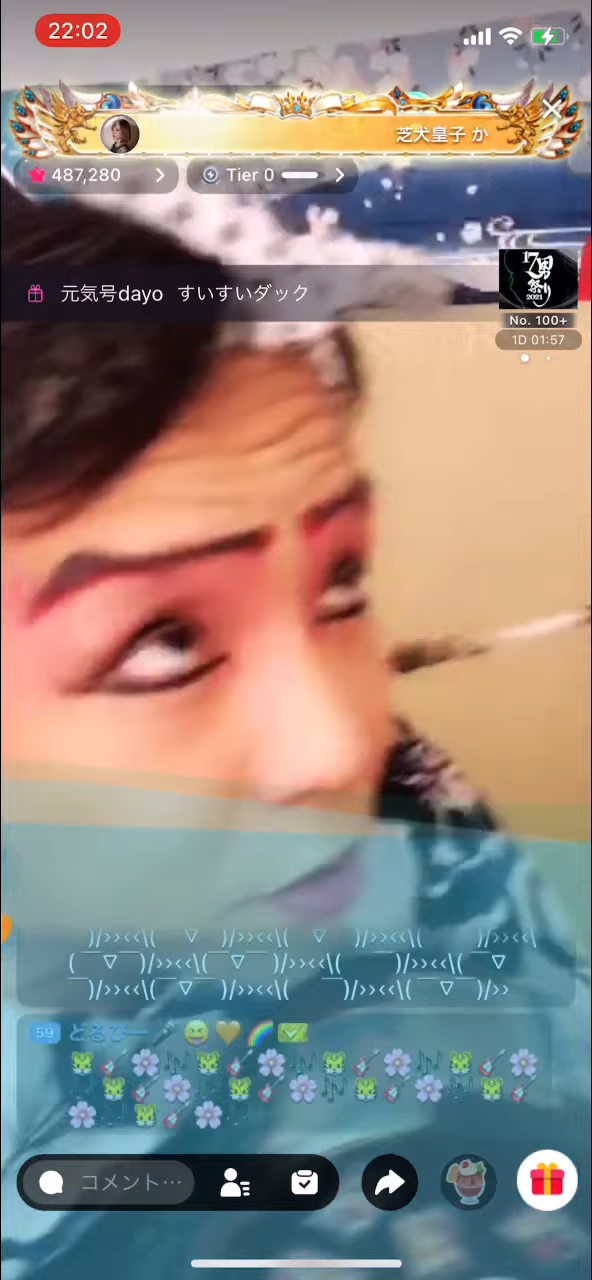 22:02
芝犬皇子 か
487,280
Tier 0
元気号dayo すいすいダック
17
男
祭り
2021
No. 100+
1D 01:57
)/››‹‹\(　▽　)/››‹‹\(　▽　)/››‹‹\(　￣　)/››‹‹\
(￣▽￣)/››‹‹\(￣▽￣)/››‹‹\(￣　)/››‹‹\(￣▽
￣)/››‹‹\(￣▽￣)/››‹‹\(　￣)/››‹‹\(￣▽￣)/››
59 とるびー🎤😝💛🌈✅
🐯🎸🌸🎶🐯🎸🌸🎶🐯🎸🌸🎶🐯🎸🌸
🎶🐯🎸🌸🎶🐯🎸🌸🎶🐯🎸🌸🎶🐯🎸
🌸🎶🐯🎸🌸🎶
コメント…